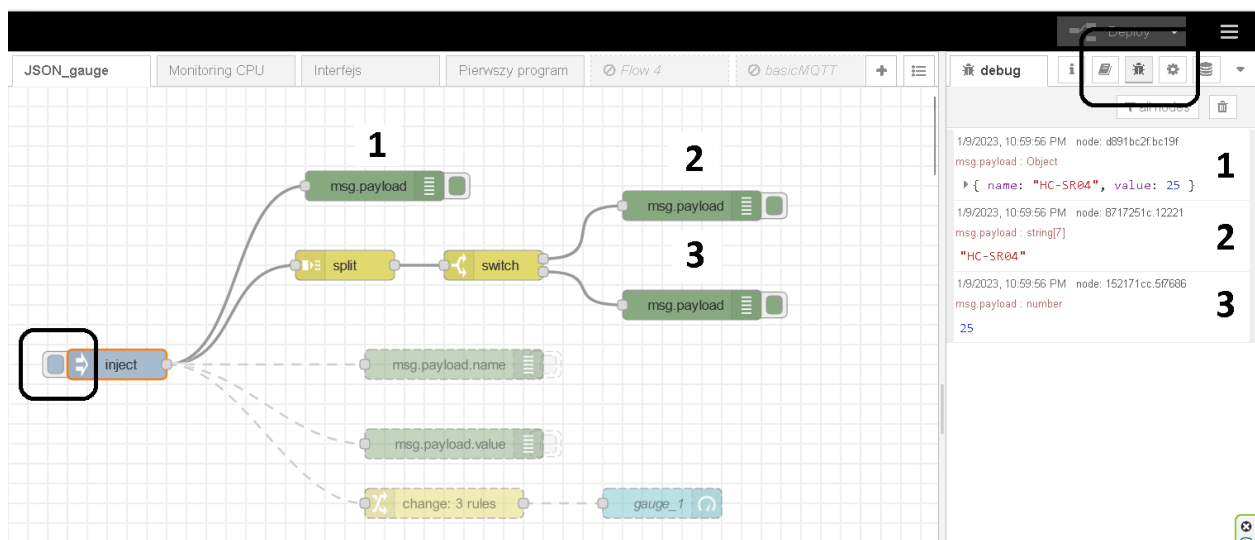 Deploy
JSON_gauge
Monitoring CPU
Interfejs
Pierwszy program
Flow 4
basicMQTT
debug
i
all nodes
1
msg.payload
2
msg.payload
3
split
switch
msg.payload
inject
msg.payload.name
msg.payload.value
change: 3 rules
gauge_1
1/9/2023, 10:59:56 PM node: d891bc2f.bc19f
msg.payload : Object
{ name: "HC-SR04", value: 25 }
1
1/9/2023, 10:59:56 PM node: 8717251c.12221
msg.payload : string[7]
"HC-SR04"
2
1/9/2023, 10:59:56 PM node: 152171cc.5f7686
msg.payload : number
25
3